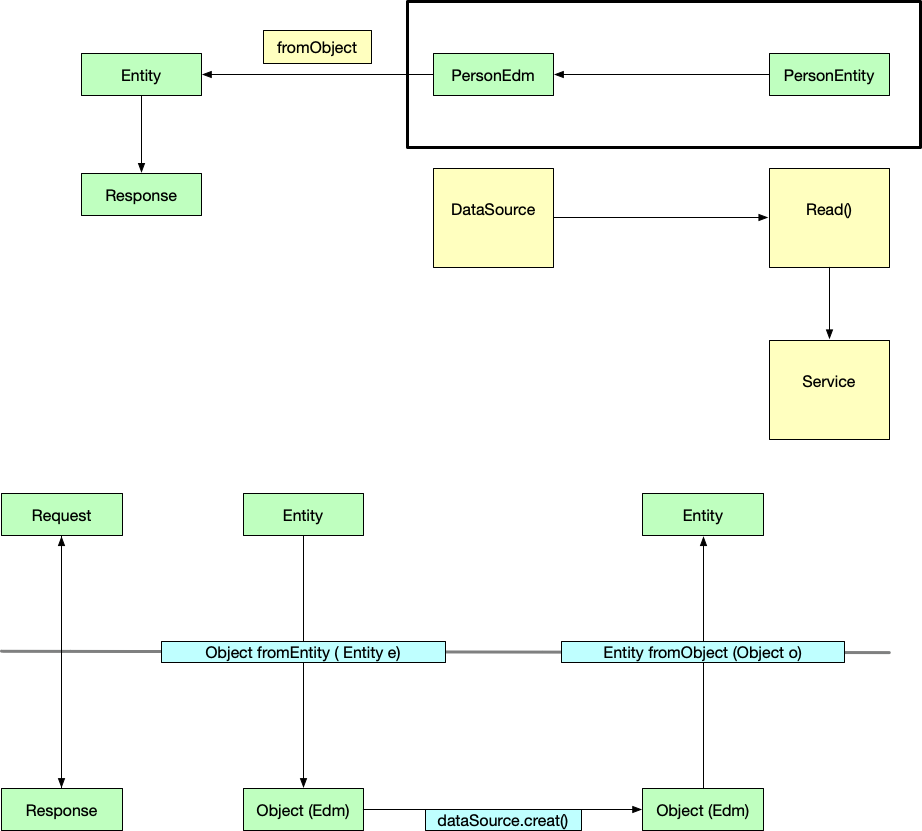 fromObject
Entity
PersonEdm
PersonEntity
Response
DataSource
Read()
Service
Request
Entity
Entity
Object fromEntity ( Entity e)
Entity fromObject (Object o)
Response
Object (Edm)
dataSource.creat()
Object (Edm)